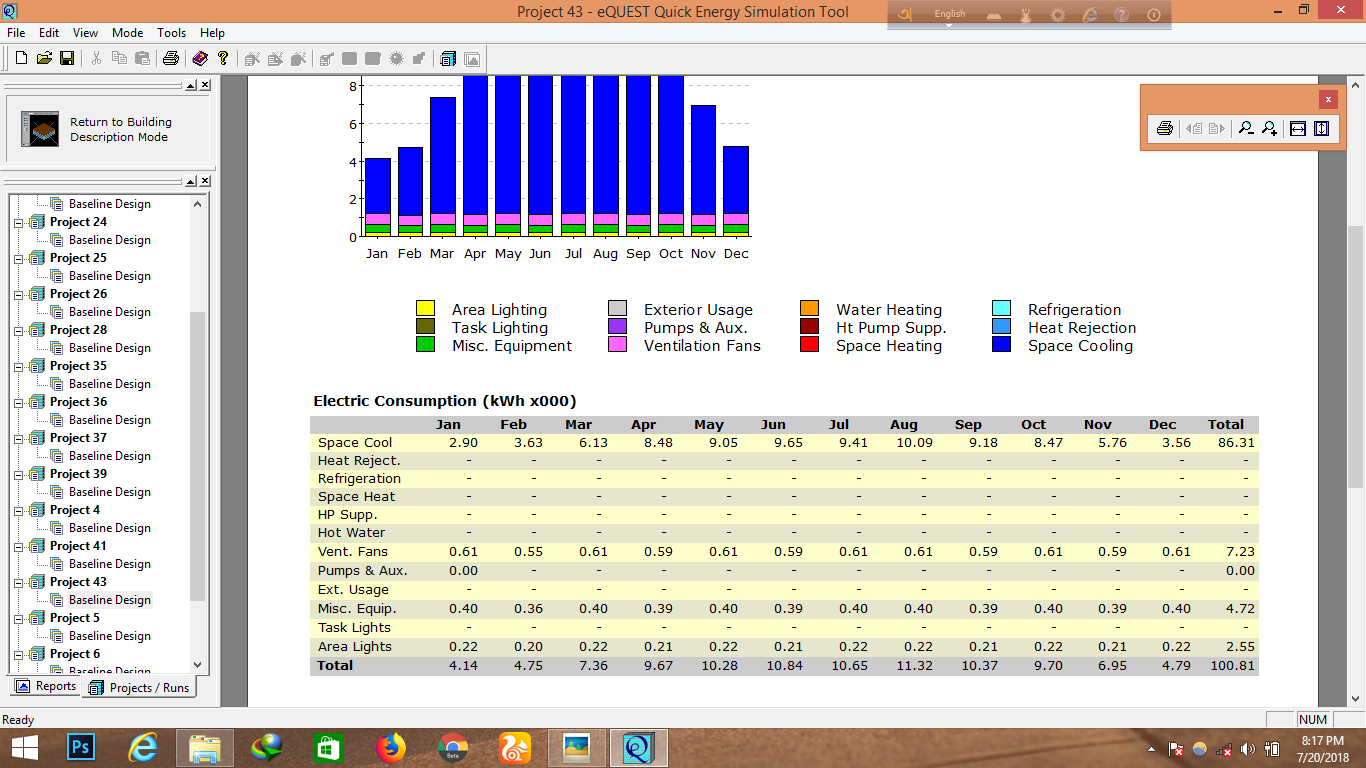 Project 43 - eQUEST Quick Energy Simulation Tool
English
File Edit View Mode Tools Help
Return to Building
Description Mode
Baseline Design
Project 24
Baseline Design
Project 25
Baseline Design
Project 26
Baseline Design
Project 28
Baseline Design
Project 35
Baseline Design
Project 36
Baseline Design
Project 37
Baseline Design
Project 39
Baseline Design
Project 4
Baseline Design
Project 41
Baseline Design
Project 43
Baseline Design
Project 5
Baseline Design
Project 6
Baseline Design
Reports Projects / Runs
8
6
4
2
0
Jan Feb Mar Apr May Jun Jul Aug Sep Oct Nov Dec
Area Lighting Exterior Usage Water Heating Refrigeration
Task Lighting Pumps & Aux. Ht Pump Supp. Heat Rejection
Misc. Equipment Ventilation Fans Space Heating Space Cooling
Electric Consumption (kWh x000)
Jan Feb Mar Apr May Jun Jul Aug Sep Oct Nov Dec Total
Space Cool 2.90 3.63 6.13 8.48 9.05 9.65 9.41 10.09 9.18 8.47 5.76 3.56 86.31
Heat Reject. - - - - - - - - - - - - -
Refrigeration - - - - - - - - - - - - -
Space Heat - - - - - - - - - - - - -
HP Supp. - - - - - - - - - - - - -
Hot Water - - - - - - - - - - - - -
Vent. Fans 0.61 0.55 0.61 0.59 0.61 0.59 0.61 0.61 0.59 0.61 0.59 0.61 7.23
Pumps & Aux. 0.00 - - - - - - - - - - - 0.00
Ext. Usage - - - - - - - - - - - - -
Misc. Equip. 0.40 0.36 0.40 0.39 0.40 0.39 0.40 0.40 0.39 0.40 0.39 0.40 4.72
Task Lights - - - - - - - - - - - - -
Area Lights 0.22 0.20 0.22 0.21 0.22 0.21 0.22 0.22 0.21 0.22 0.21 0.22 2.55
Total 4.14 4.75 7.36 9.67 10.28 10.84 10.65 11.32 10.37 9.70 6.95 4.79 100.81
Ready NUM
Ps
Beta
8:17 PM
7/20/2018